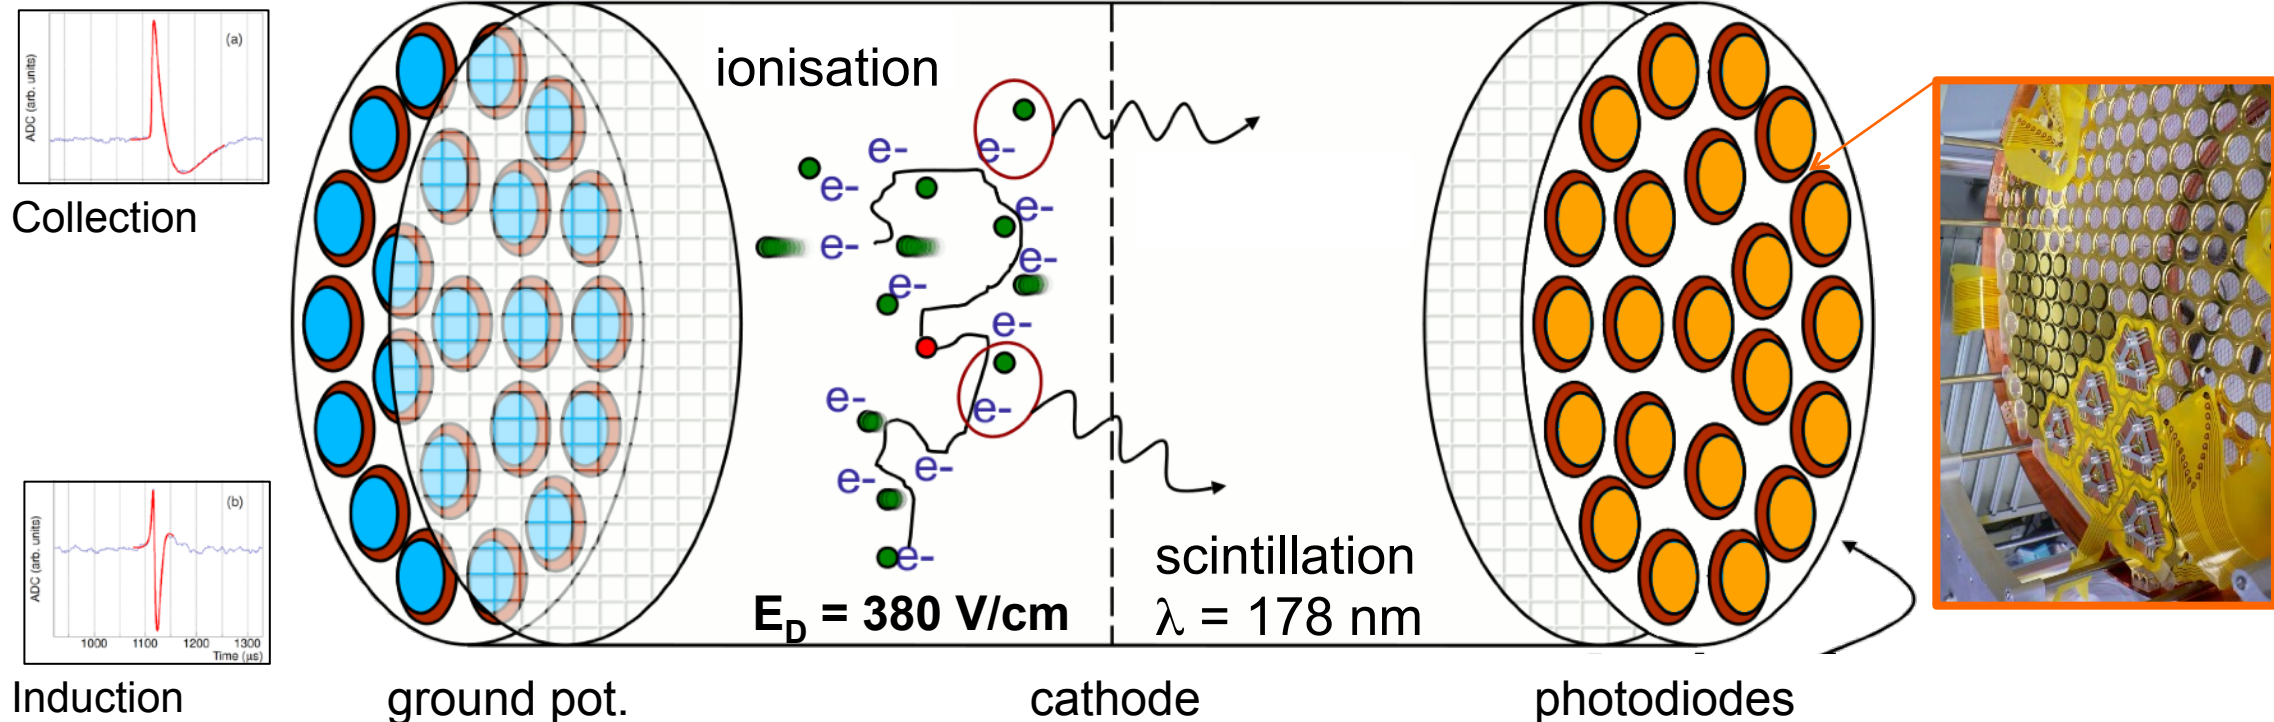 (a)
ADC (arb. units)
Collection
(b)
ADC (arb. units)
1000 1100 1200 1300
Time (μs)
Induction
ionisation
e-
e-
e-
e-
e-
e-
e-
e-
e-
e-
e-
e-
e-
E_D = 380 V/cm
scintillation
λ = 178 nm
ground pot.
cathode
photodiodes